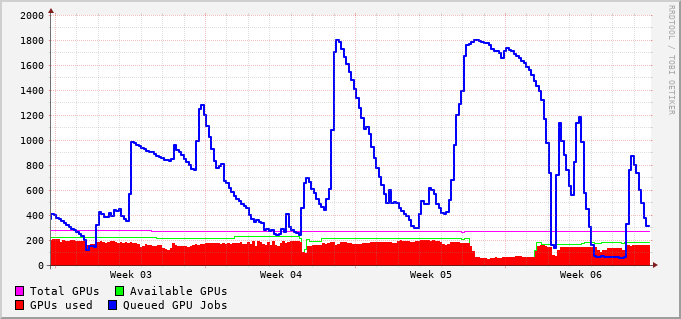 2000
1800
1600
1400
1200
1000
800
600
400
200
0
Week 03 Week 04 Week 05 Week 06
Total GPUs Available GPUs
GPUs used Queued GPU Jobs
RRDTOOL / TOBI OETIKER